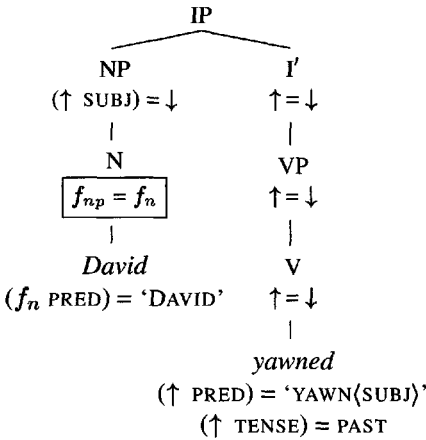 IP
NP I′
(↑ SUBJ) = ↓ ↑ = ↓
N VP
f_np = f_n ↑ = ↓
David V
(f_n PRED) = ‘DAVID’ ↑ = ↓
yawned
(↑ PRED) = ‘YAWN⟨SUBJ⟩’
(↑ TENSE) = PAST